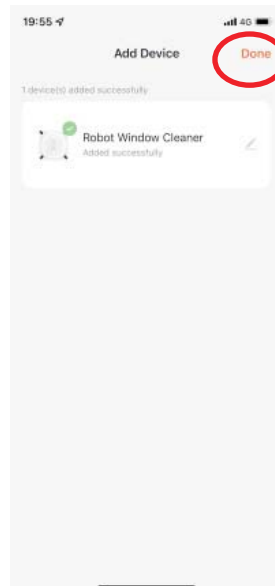 19:55
4G
Add Device
Done
1 device(s) added successfully
Robot Window Cleaner
Added successfully